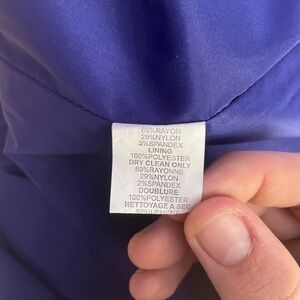 69%RAYON
29%NYLON
2%SPANDEX
LINING
100%POLYESTER
DRY CLEAN ONLY
69%RAYONNE
29%NYLON
2%SPANDEX
DOUBLURE
100%POLYESTER
NETTOYAGE A SEC
SEULEMENT